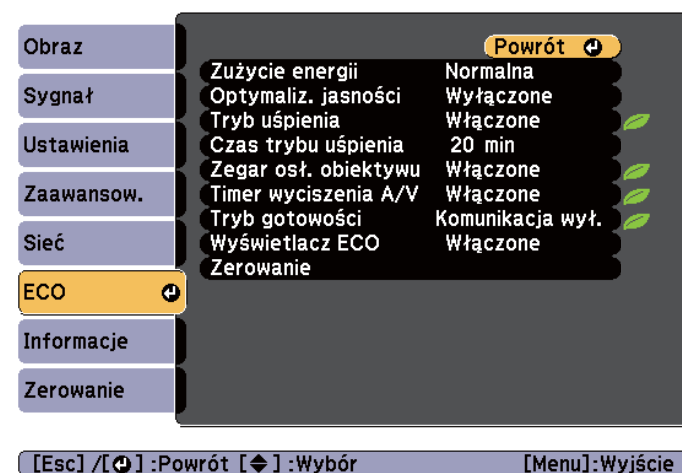 Obraz
Sygnał
Ustawienia
Zaawansow.
Sieć
ECO
Informacje
Zerowanie
Powrót
Zużycie energii Normalna
Optymaliz. jasności Wyłączone
Tryb uśpienia Włączone
Czas trybu uśpienia 20 min
Zegar osł. obiektywu Włączone
Timer wyciszenia A/V Włączone
Tryb gotowości Komunikacja wył.
Wyświetlacz ECO Włączone
Zerowanie
[Esc] /[ ] :Powrót [ ] :Wybór [Menu]:Wyjście